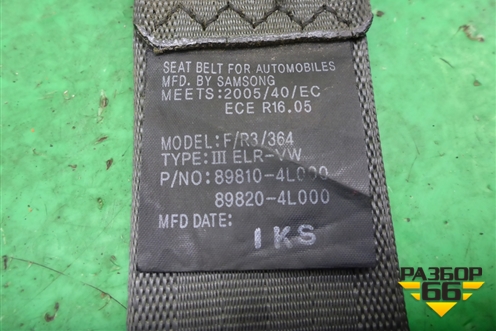 SEAT BELT FOR AUTOMOBILES
MFD. BY SAMSONG
MEETS: 2005/40/EC
ECE R16.05
MODEL: F/R3/364
TYPE: III ELR-VW
P/NO: 89810-4L000
89820-4L000
MFD DATE:
1 K S
РАЗБОР
66